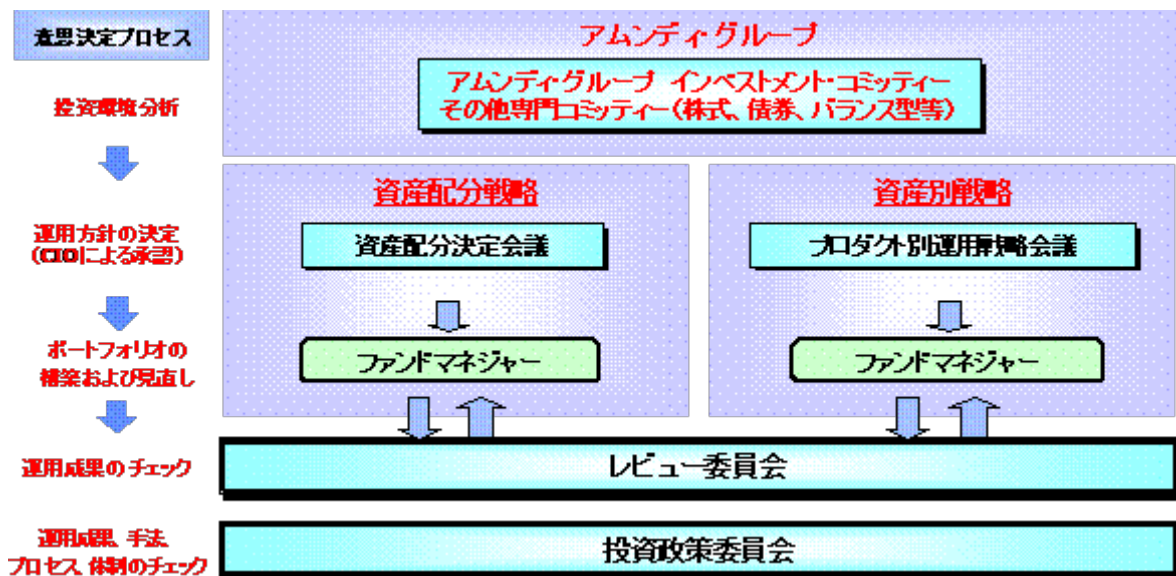 意思決定プロセス
アムンディ・グループ
アムンディ・グループ インベストメント・コミッティー
その他専門コミッティー(株式、債券、バランス型等)
投資環境分析
資産配分戦略
資産別戦略
運用方針の決定
(CIOによる承認)
資産配分決定会議
プロダクト別運用戦略会議
ポートフォリオの
構築および見直し
ファンドマネジャー
ファンドマネジャー
運用成果のチェック
レビュー委員会
運用成果、手法、
プロセス、体制のチェック
投資政策委員会